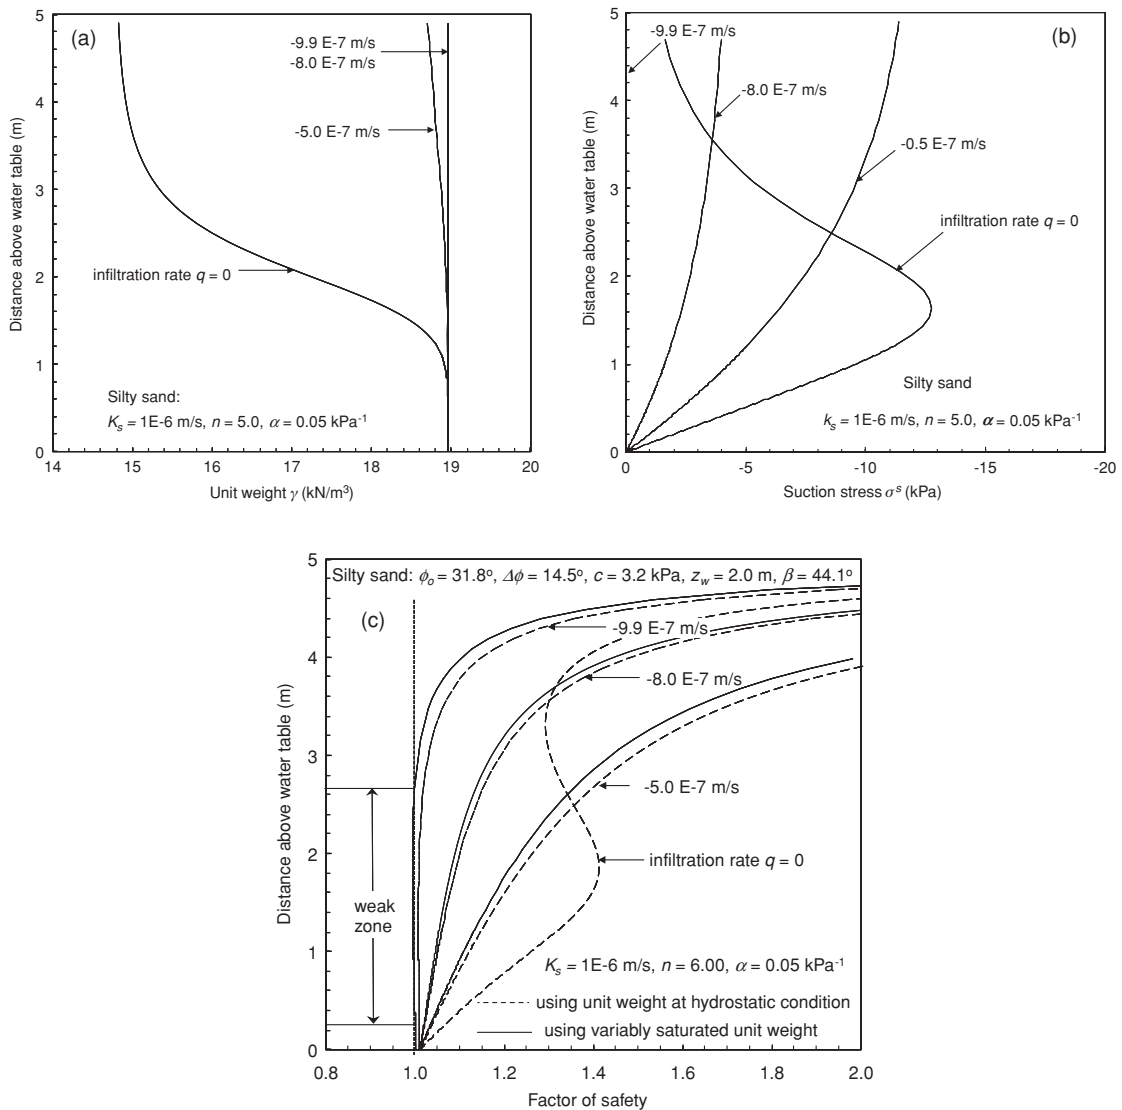 (a)
5
4
3
2
1
0
Distance above water table (m)
-9.9 E-7 m/s
-8.0 E-7 m/s
-5.0 E-7 m/s
infiltration rate q = 0
Silty sand:
Kₛ = 1E-6 m/s, n = 5.0, α = 0.05 kPa⁻¹
14 15 16 17 18 19 20
Unit weight γ (kN/m³)
(b)
5
4
3
2
1
0
Distance above water table (m)
-9.9 E-7 m/s
-8.0 E-7 m/s
-0.5 E-7 m/s
infiltration rate q = 0
Silty sand
kₛ = 1E-6 m/s, n = 5.0, α = 0.05 kPa⁻¹
0 -5 -10 -15 -20
Suction stress σˢ (kPa)
5
4
3
2
1
0
Distance above water table (m)
Silty sand: ϕₒ = 31.8º, Δϕ = 14.5º, c = 3.2 kPa, z_w = 2.0 m, β = 44.1º
(c)
-9.9 E-7 m/s
-8.0 E-7 m/s
-5.0 E-7 m/s
infiltration rate q = 0
weak
zone
Kₛ = 1E-6 m/s, n = 6.00, α = 0.05 kPa⁻¹
using unit weight at hydrostatic condition
using variably saturated unit weight
0.8 1.0 1.2 1.4 1.6 1.8 2.0
Factor of safety